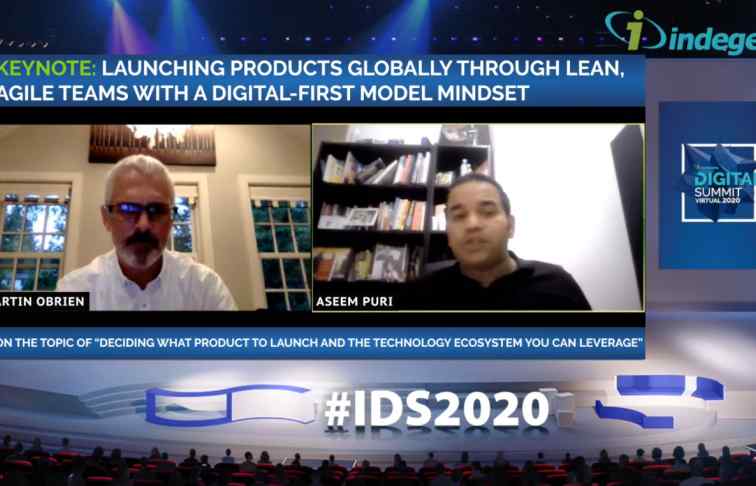 indege
KEYNOTE: LAUNCHING PRODUCTS GLOBALLY THROUGH LEAN,
AGILE TEAMS WITH A DIGITAL-FIRST MODEL MINDSET
DIGITAL
SUMMIT
VIRTUAL 2020
ARTIN OBRIEN
ASEEM PURI
ON THE TOPIC OF “DECIDING WHAT PRODUCT TO LAUNCH AND THE TECHNOLOGY ECOSYSTEM YOU CAN LEVERAGE”
#IDS2020